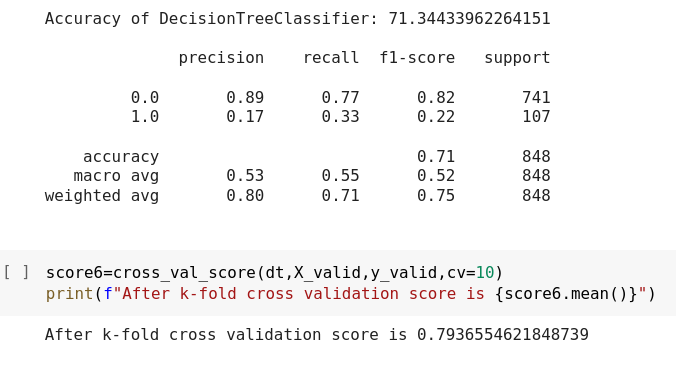 Accuracy of DecisionTreeClassifier: 71.34433962264151
precision recall f1-score support
0.0 0.89 0.77 0.82 741
1.0 0.17 0.33 0.22 107
accuracy 0.71 848
macro avg 0.53 0.55 0.52 848
weighted avg 0.80 0.71 0.75 848
[ ] score6=cross_val_score(dt,X_valid,y_valid,cv=10)
print(f"After k-fold cross validation score is {score6.mean()}")
After k-fold cross validation score is 0.7936554621848739